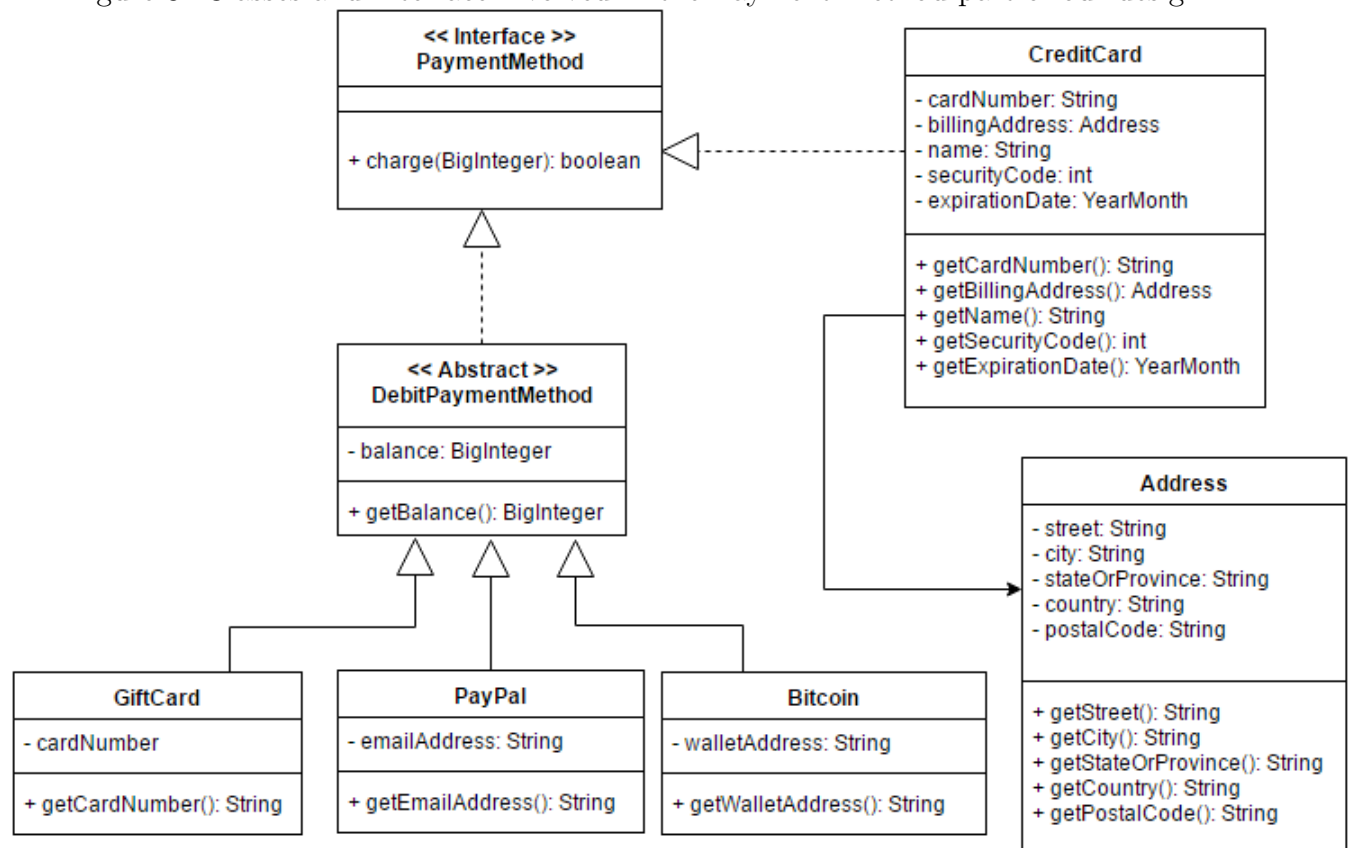 << Interface >>
PaymentMethod
+ charge(BigInteger): boolean
CreditCard
- cardNumber: String
- billingAddress: Address
- name: String
- securityCode: int
- expirationDate: YearMonth
+ getCardNumber(): String
+ getBillingAddress(): Address
+ getName(): String
+ getSecurityCode(): int
+ getExpirationDate(): YearMonth
<< Abstract >>
DebitPaymentMethod
- balance: BigInteger
+ getBalance(): BigInteger
Address
- street: String
- city: String
- stateOrProvince: String
- country: String
- postalCode: String
+ getStreet(): String
+ getCity(): String
+ getStateOrProvince(): String
+ getCountry(): String
+ getPostalCode(): String
GiftCard
- cardNumber
+ getCardNumber(): String
PayPal
- emailAddress: String
+ getEmailAddress(): String
Bitcoin
- walletAddress: String
+ getWalletAddress(): String